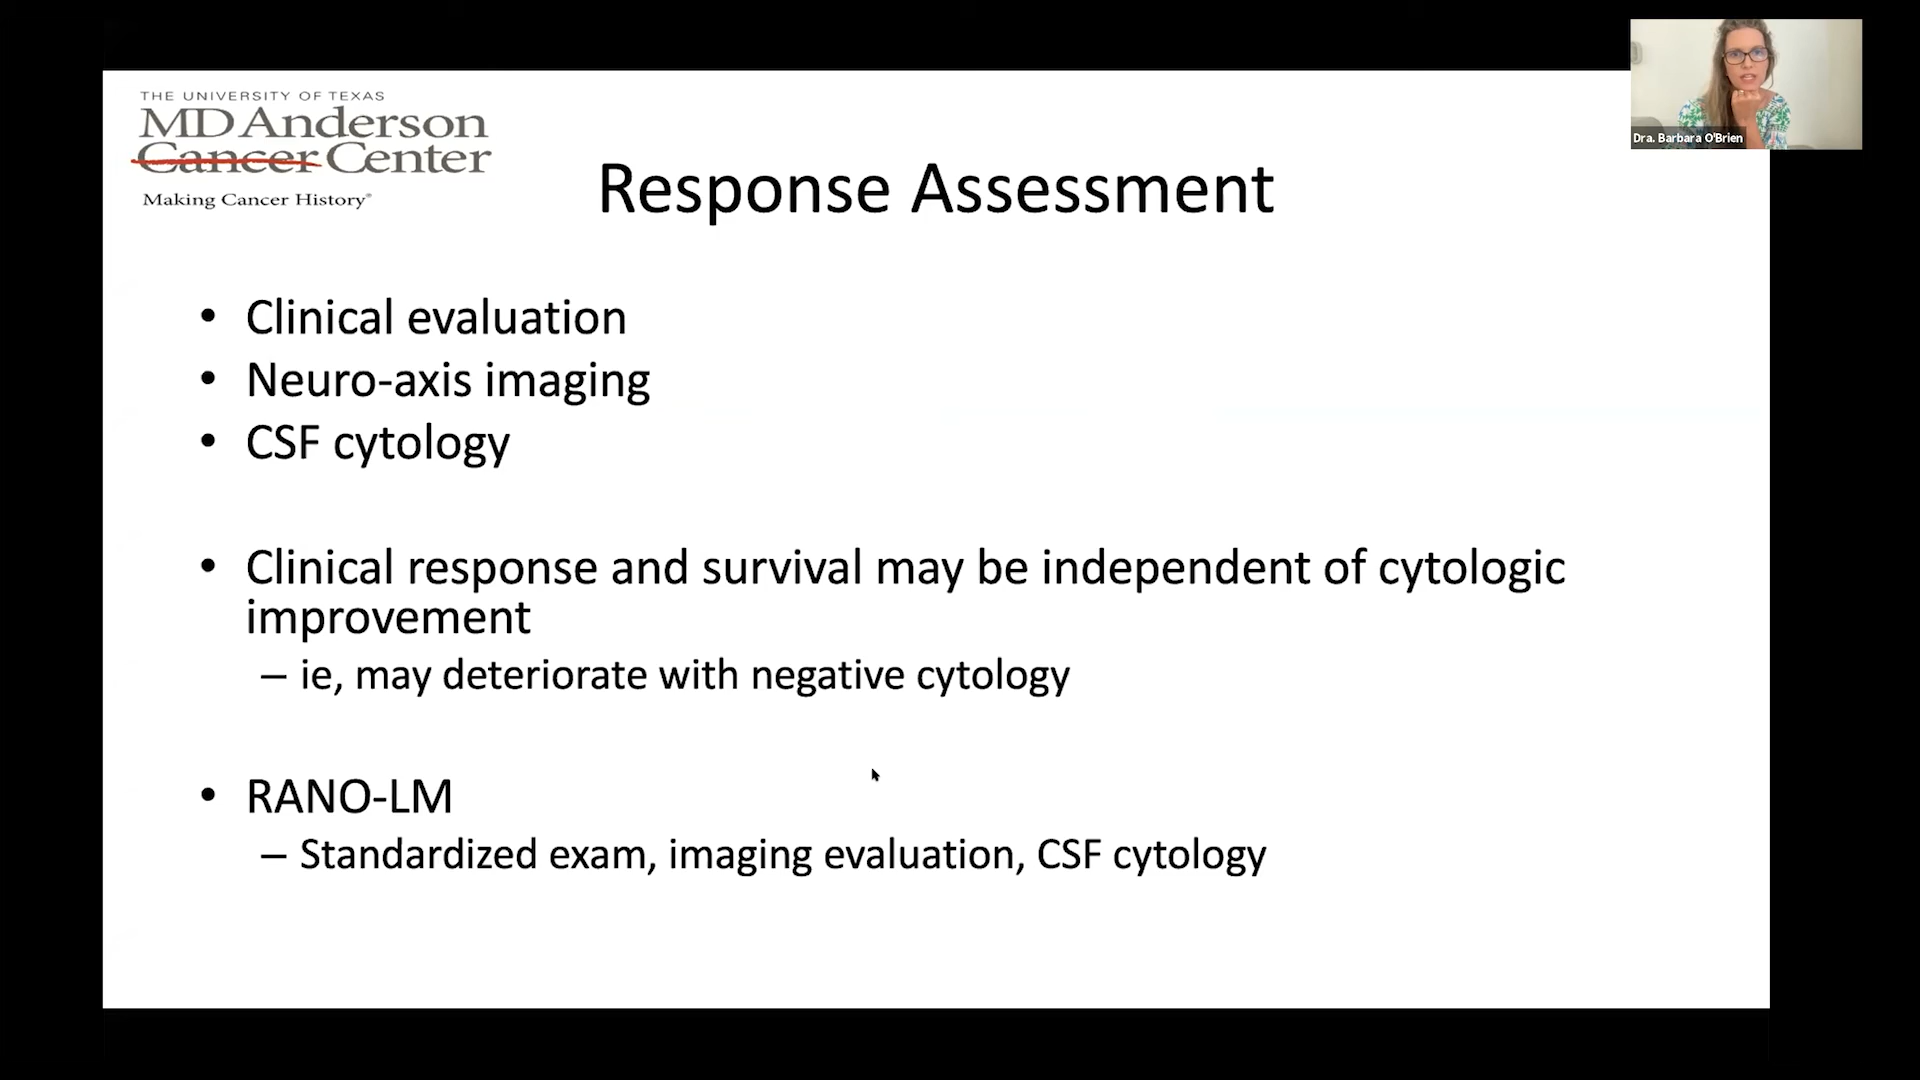 THE UNIVERSITY OF TEXAS
MD Anderson
Cancer Center
Making Cancer History®
Dra. Barbara O'Brien
Response Assessment
• Clinical evaluation
• Neuro-axis imaging
• CSF cytology
• Clinical response and survival may be independent of cytologic
improvement
– ie, may deteriorate with negative cytology
• RANO-LM
– Standardized exam, imaging evaluation, CSF cytology